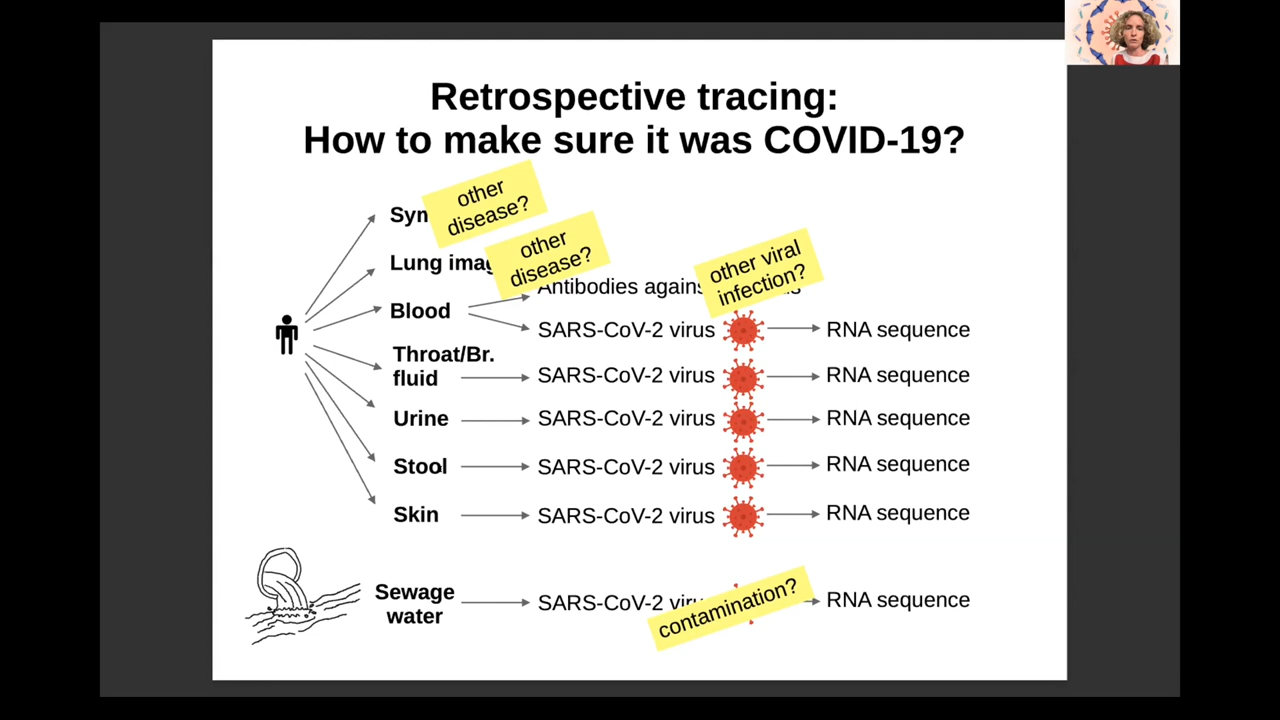 Retrospective tracing:
How to make sure it was COVID-19?
other
disease?
Syn
other
disease?
Lung imag
other viral
infection?
Antibodies agains
Blood
SARS-CoV-2 virus
RNA sequence
Throat/Br.
fluid
SARS-CoV-2 virus
RNA sequence
Urine
SARS-CoV-2 virus
RNA sequence
Stool
SARS-CoV-2 virus
RNA sequence
Skin
SARS-CoV-2 virus
RNA sequence
Sewage
water
SARS-CoV-2
contamination?
RNA sequence